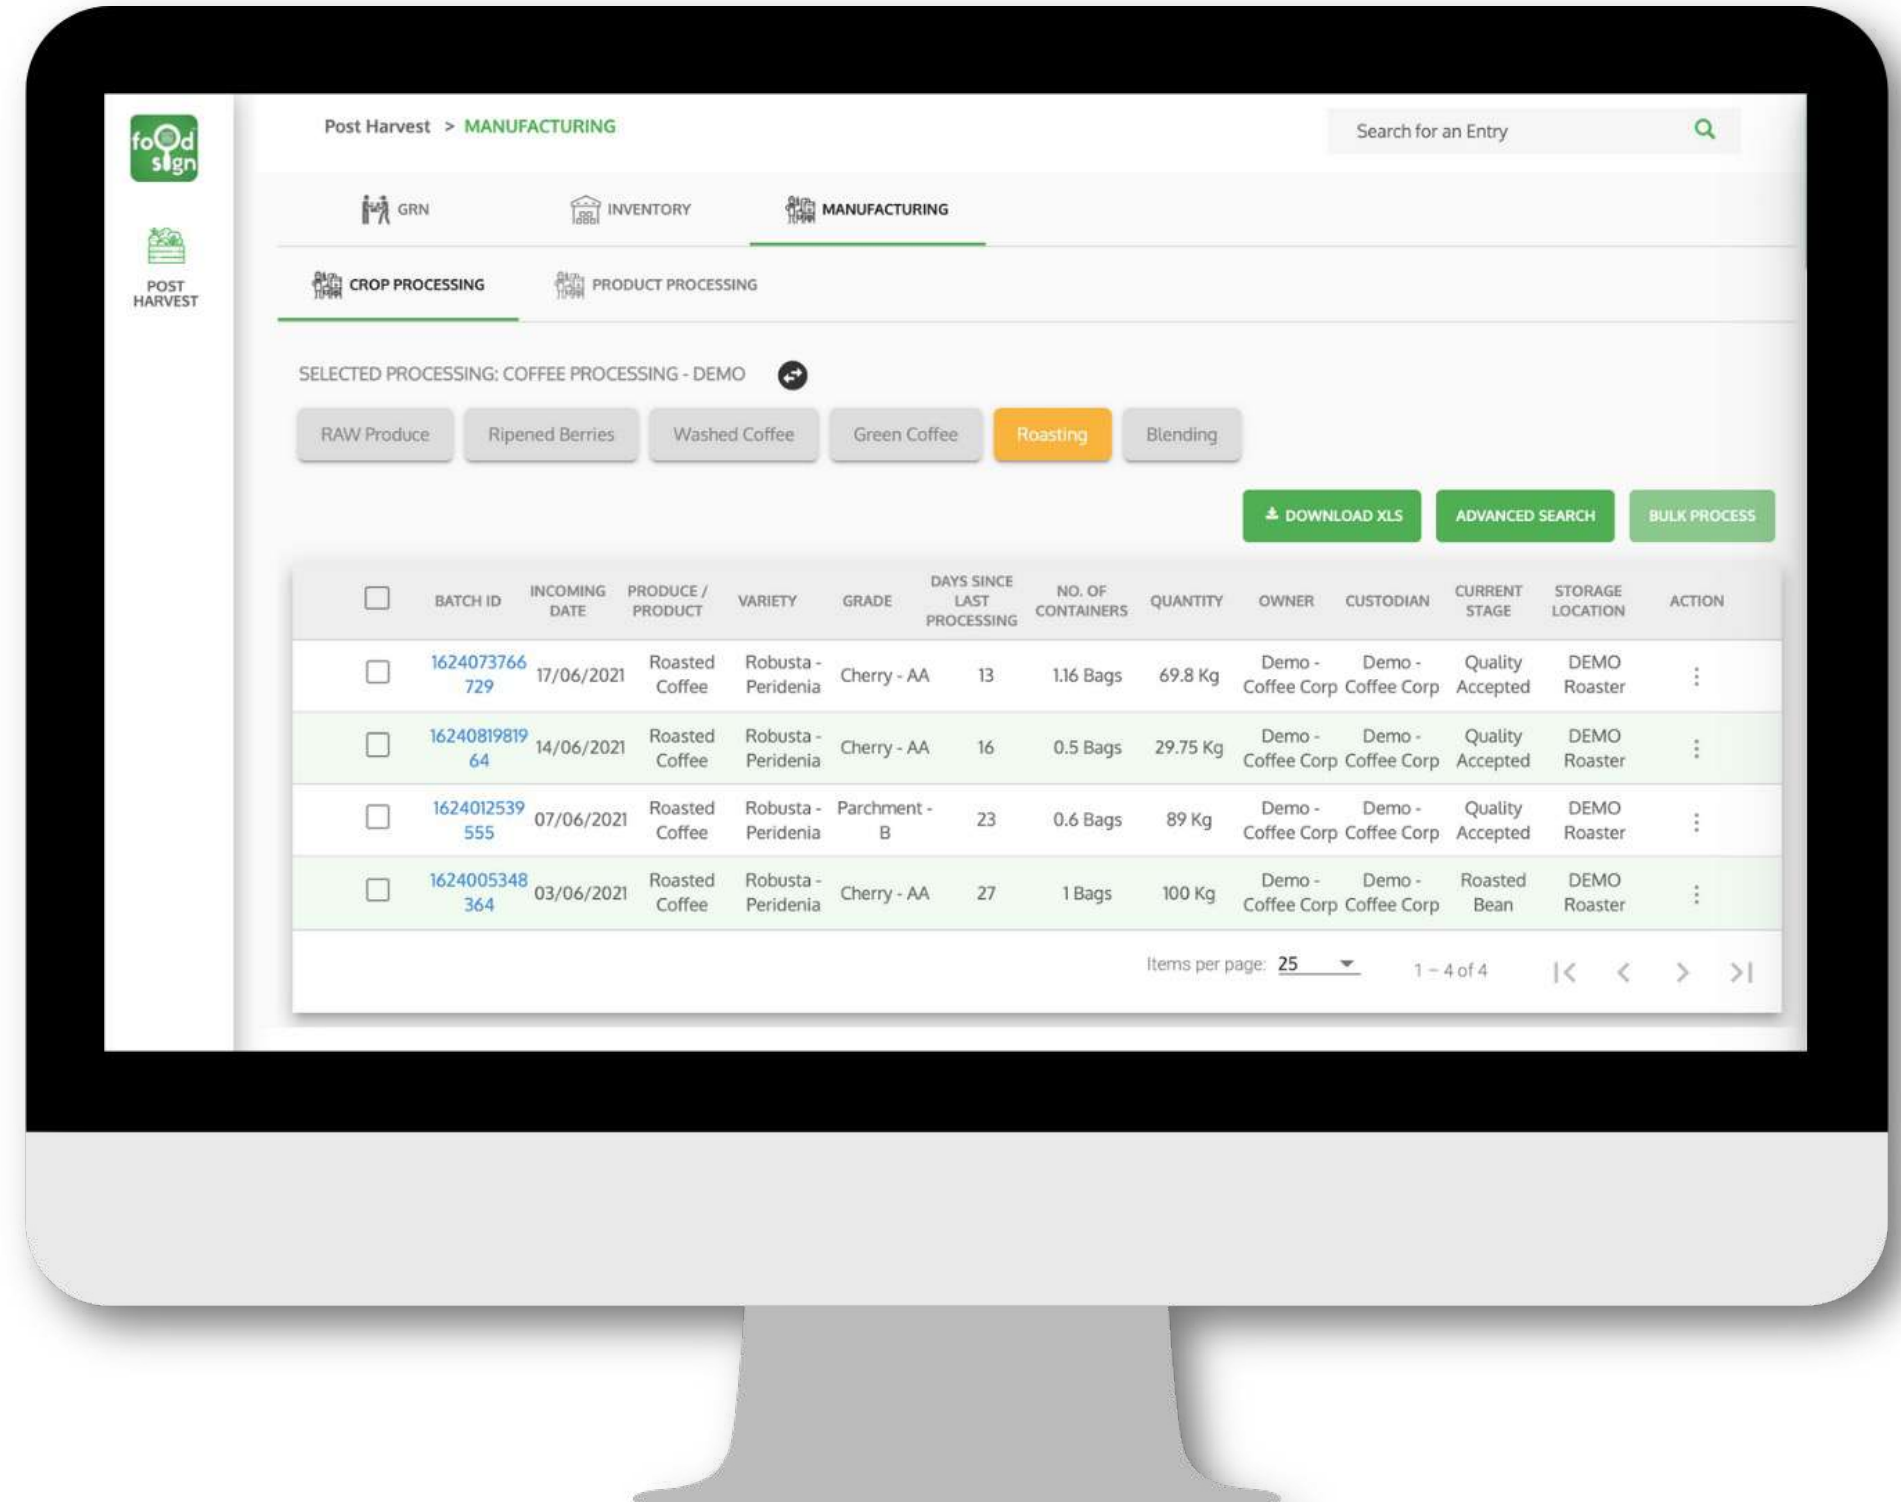 food
sign
Post Harvest > MANUFACTURING
Search for an Entry
POST
HARVEST
GRN
INVENTORY
MANUFACTURING
CROP PROCESSING
PRODUCT PROCESSING
SELECTED PROCESSING: COFFEE PROCESSING - DEMO
RAW Produce
Ripened Berries
Washed Coffee
Green Coffee
Roasting
Blending
DOWNLOAD XLS
ADVANCED SEARCH
BULK PROCESS
BATCH ID
INCOMING
DATE
PRODUCE /
PRODUCT
VARIETY
GRADE
DAYS SINCE
LAST
PROCESSING
NO. OF
CONTAINERS
QUANTITY
OWNER
CUSTODIAN
CURRENT
STAGE
STORAGE
LOCATION
ACTION
1624073766
729
17/06/2021
Roasted
Coffee
Robusta -
Peridenia
Cherry - AA
13
1.16 Bags
69.8 Kg
Demo -
Coffee Corp
Demo -
Coffee Corp
Quality
Accepted
DEMO
Roaster
16240819819
64
14/06/2021
Roasted
Coffee
Robusta -
Peridenia
Cherry - AA
16
0.5 Bags
29.75 Kg
Demo -
Coffee Corp
Demo -
Coffee Corp
Quality
Accepted
DEMO
Roaster
1624012539
555
07/06/2021
Roasted
Coffee
Robusta -
Peridenia
Parchment -
B
23
0.6 Bags
89 Kg
Demo -
Coffee Corp
Demo -
Coffee Corp
Quality
Accepted
DEMO
Roaster
1624005348
364
03/06/2021
Roasted
Coffee
Robusta -
Peridenia
Cherry - AA
27
1 Bags
100 Kg
Demo -
Coffee Corp
Demo -
Coffee Corp
Roasted
Bean
DEMO
Roaster
Items per page: 25
1 – 4 of 4